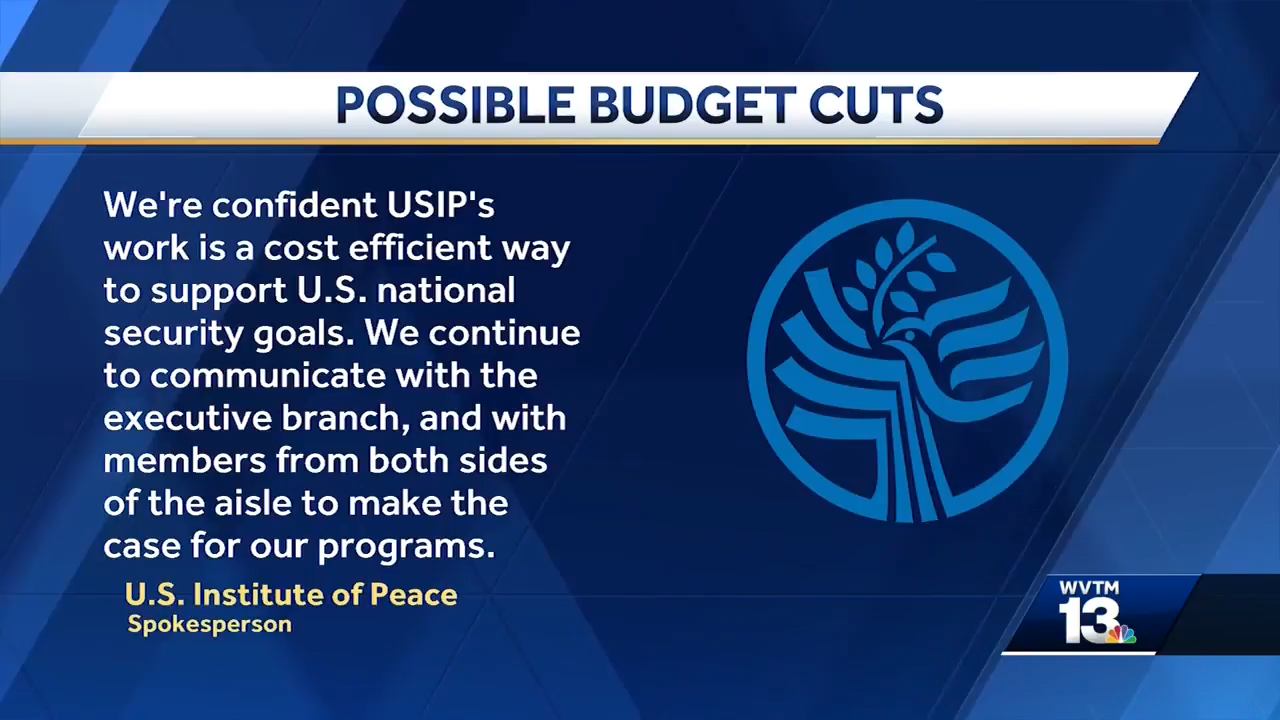 POSSIBLE BUDGET CUTS
We're confident USIP's
work is a cost efficient way
to support U.S. national
security goals. We continue
to communicate with the
executive branch, and with
members from both sides
of the aisle to make the
case for our programs.
U.S. Institute of Peace
Spokesperson
WVTM
13